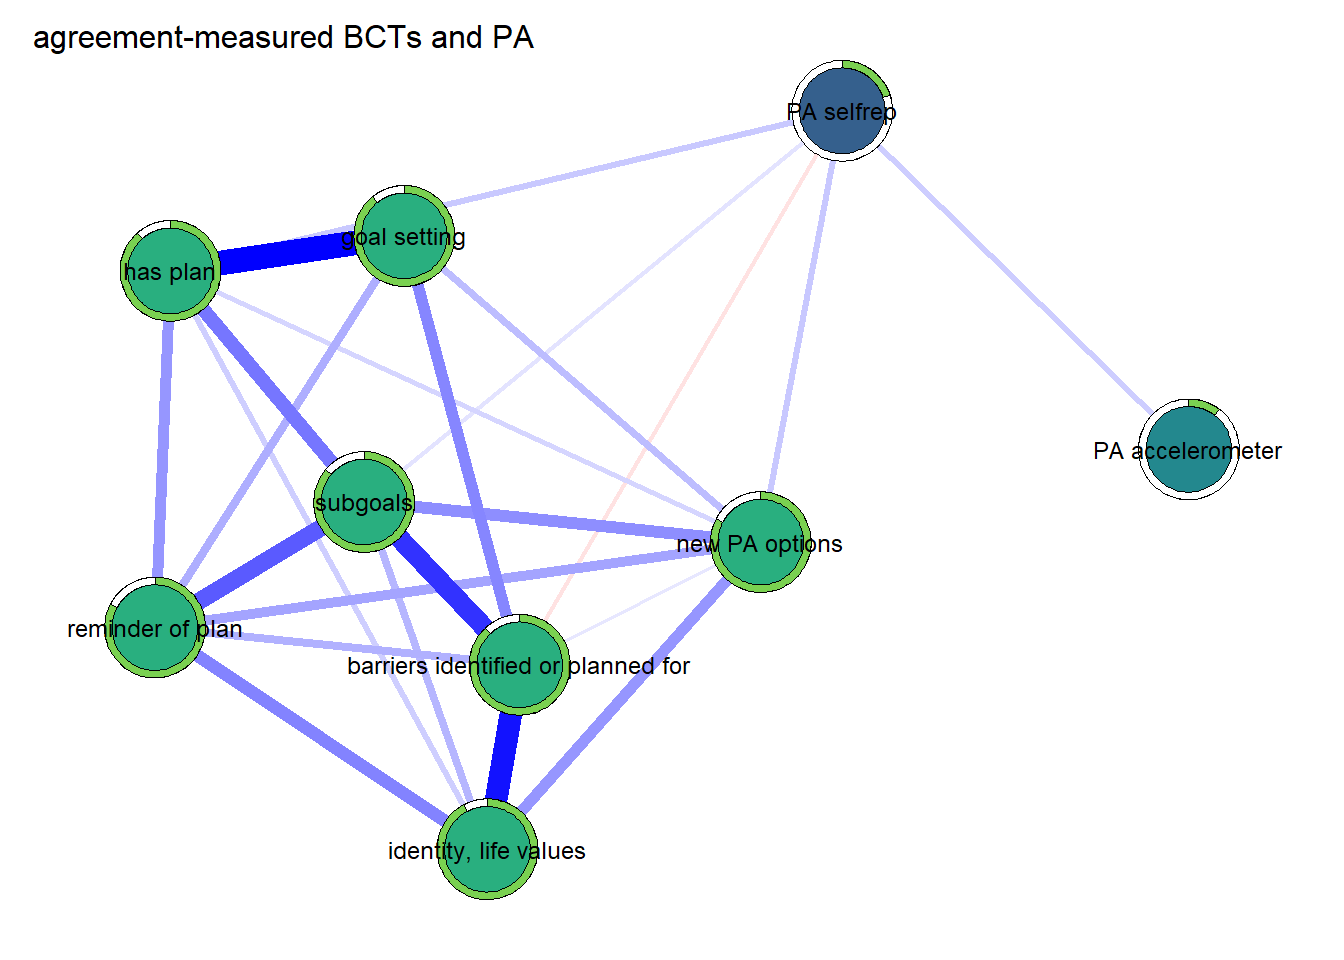 agreement-measured BCTs and PA
PA selfrep
goal setting
has plan
PA accelerometer
subgoals
new PA options
reminder of plan
barriers identified or planned for
identity, life values